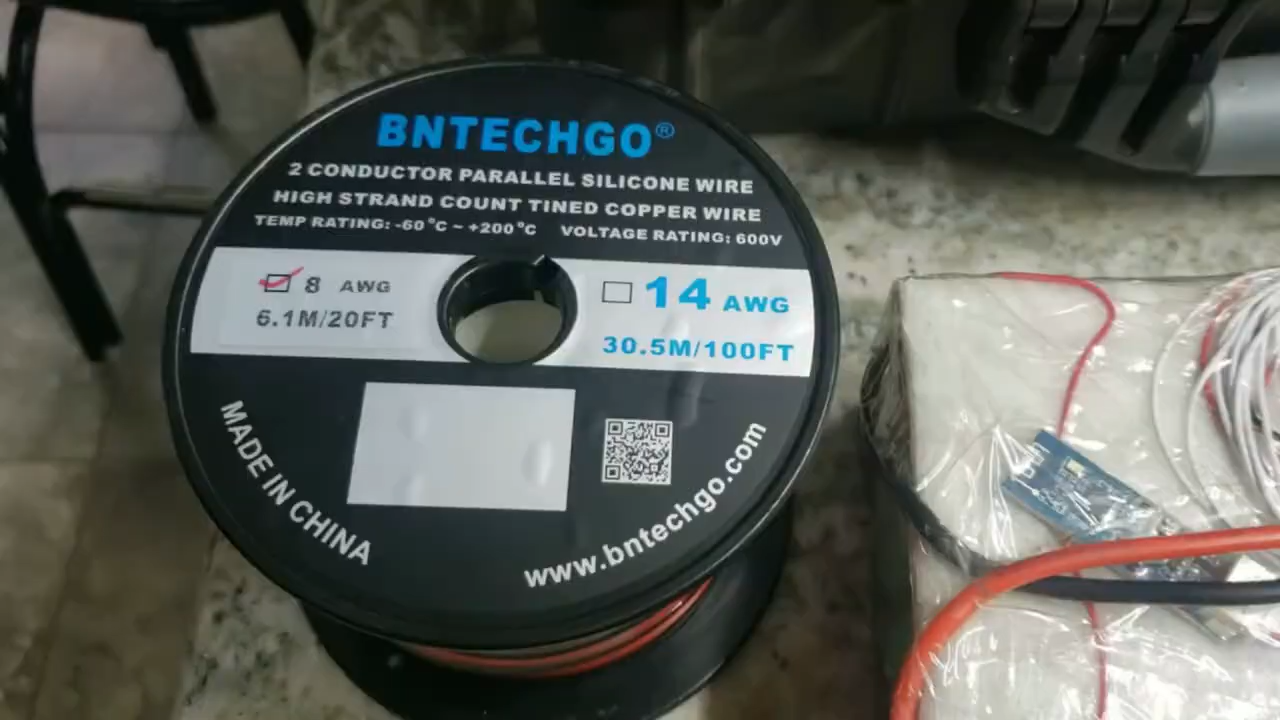 BNTECHGO®
2 CONDUCTOR PARALLEL SILICONE WIRE
HIGH STRAND COUNT TINED COPPER WIRE
TEMP RATING: -60°C ~ +200°C VOLTAGE RATING: 600V
8 AWG
6.1M/20FT
14 AWG
30.5M/100FT
MADE IN CHINA
www.bntechgo.com